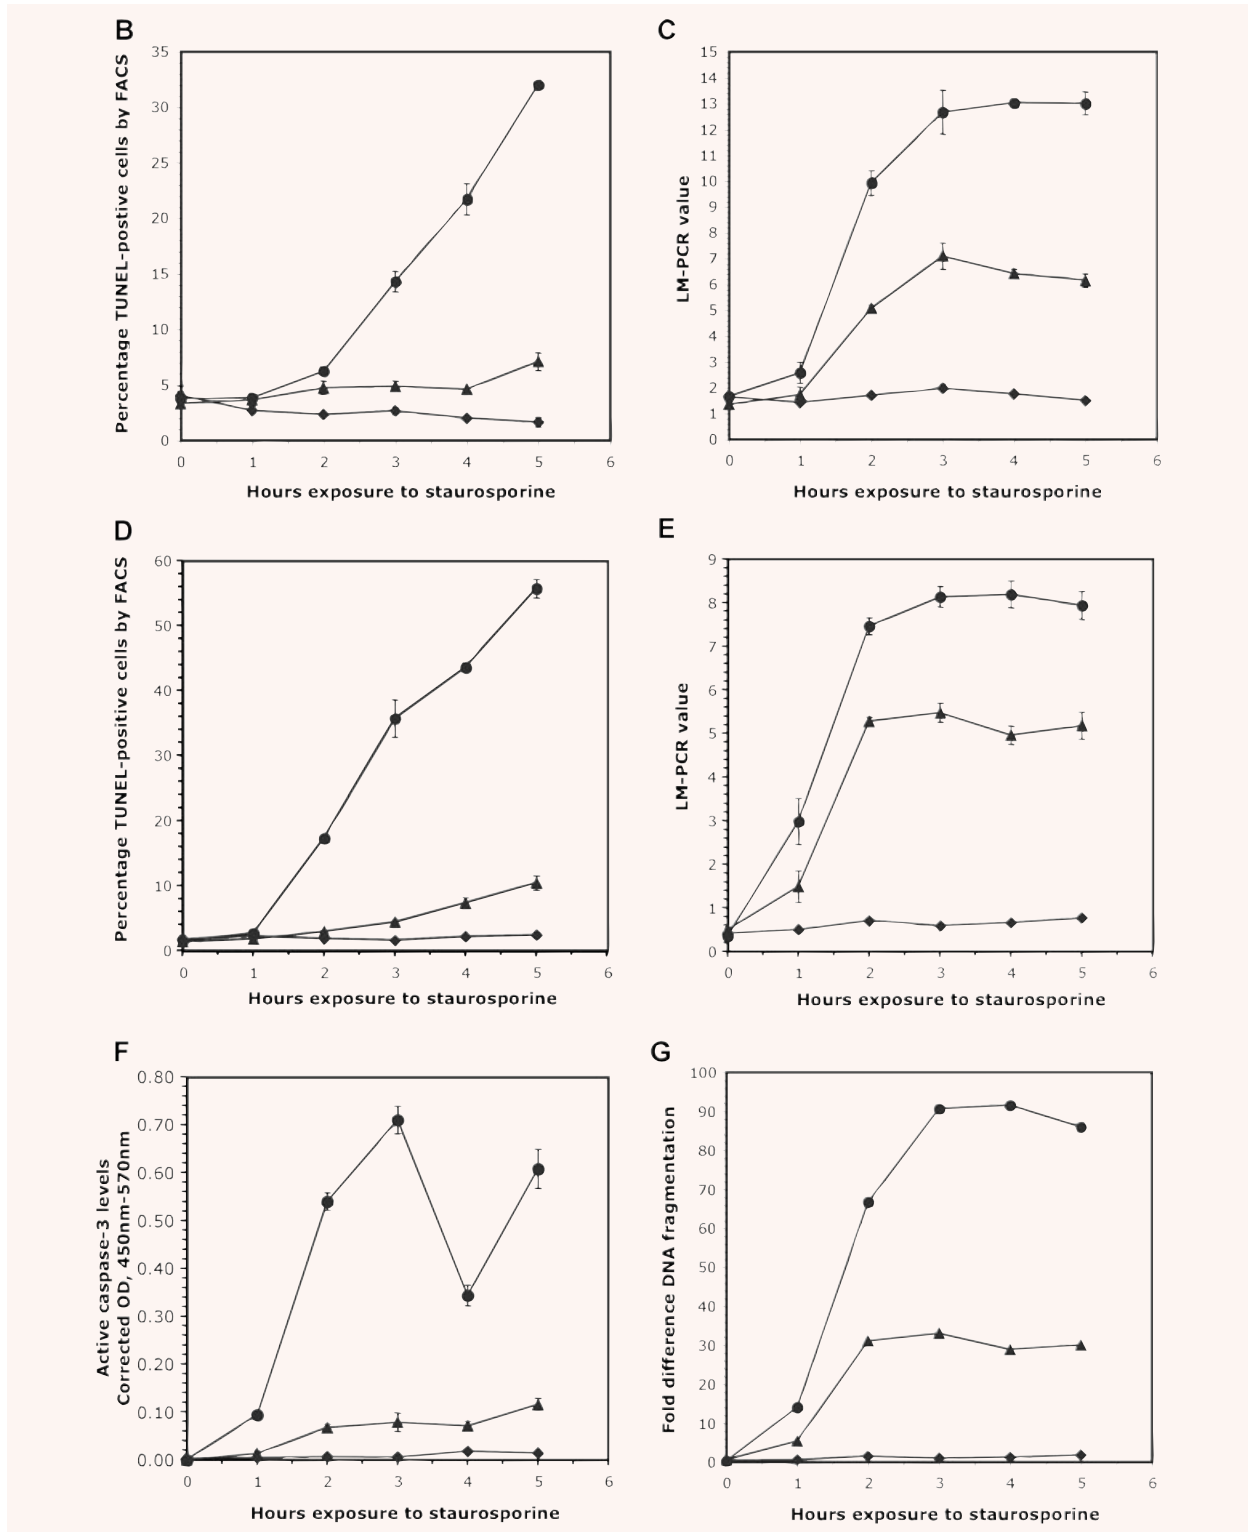 B
Percentage TUNEL-postive cells by FACS
35
30
25
20
15
10
5
0
0 1 2 3 4 5 6
Hours exposure to staurosporine
C
LM-PCR value
15
14
13
12
11
10
9
8
7
6
5
4
3
2
1
0
0 1 2 3 4 5 6
Hours exposure to staurosporine
D
Percentage TUNEL-positive cells by FACS
60
50
40
30
20
10
0
0 1 2 3 4 5 6
Hours exposure to staurosporine
E
LM-PCR value
9
8
7
6
5
4
3
2
1
0
0 1 2 3 4 5 6
Hours exposure to staurosporine
F
Active caspase-3 levels
Corrected OD, 450nm-570nm
0.80
0.70
0.60
0.50
0.40
0.30
0.20
0.10
0.00
0 1 2 3 4 5 6
Hours exposure to staurosporine
G
Fold difference DNA fragmentation
100
90
80
70
60
50
40
30
20
10
0
0 1 2 3 4 5 6
Hours exposure to staurosporine